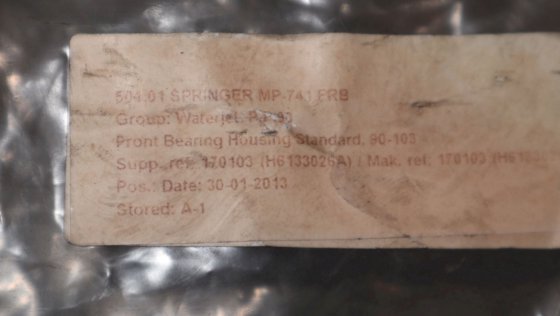 504.01 SPRINGER MP-741 FRB
Group: Waterjet,
Front Bearing Housing Standard, 90-103
Supp. ref: 170103 (H6133026A) / Mak. ref: 170103
Pos.: Date: 30-01-2013
Stored: A-1